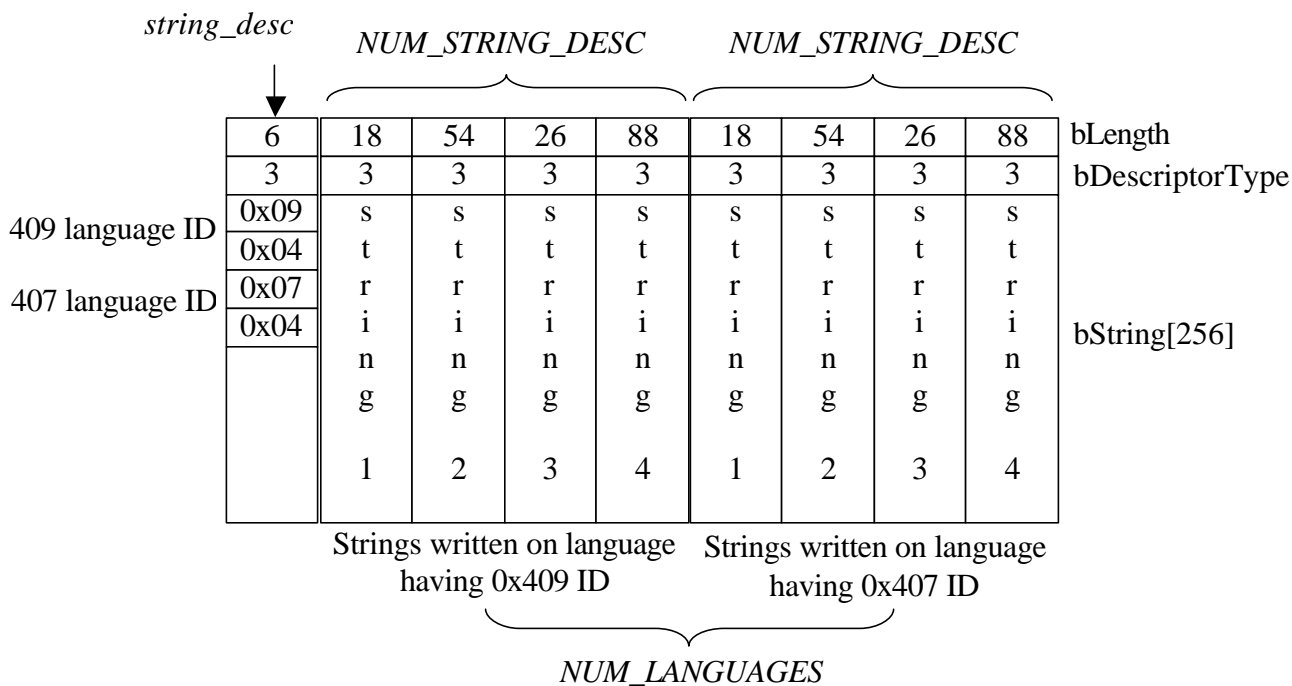 string_desc
NUM_STRING_DESC NUM_STRING_DESC
6 18 54 26 88 18 54 26 88 bLength
3 3 3 3 3 3 3 3 3 bDescriptorType
409 language ID
0x09 s s s s s s s s
0x04 t t t t t t t t
407 language ID
0x07 r r r r r r r r
0x04 i i i i i i i i
bString[256]
n n n n n n n n
g g g g g g g g
1 2 3 4 1 2 3 4
Strings written on language
having 0x409 ID
Strings written on language
having 0x407 ID
NUM_LANGUAGES